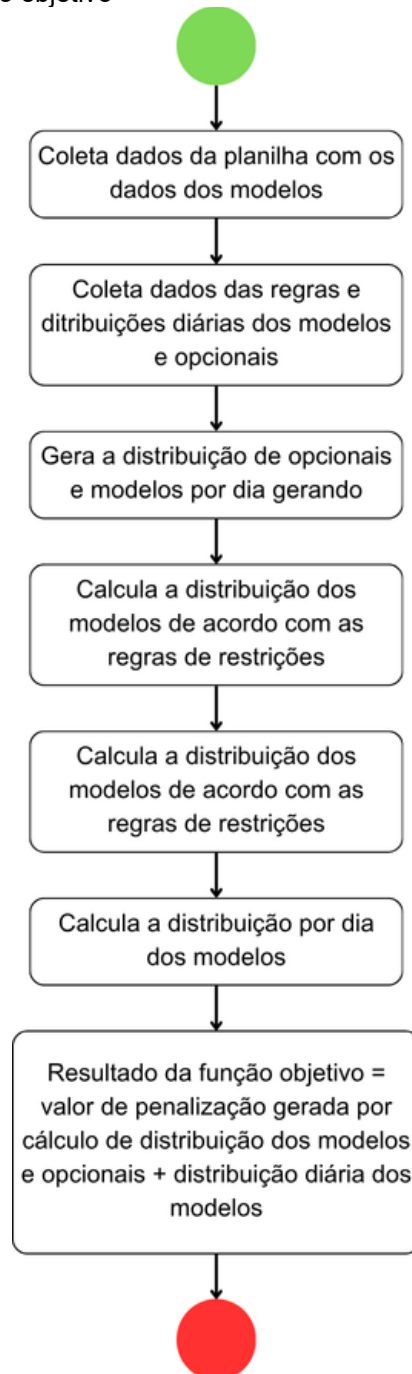 objetivo
Coleta dados da planilha com os
dados dos modelos
Coleta dados das regras e
ditribuições diárias dos modelos
e opcionais
Gera a distribuição de opcionais
e modelos por dia gerando
Calcula a distribuição dos
modelos de acordo com as
regras de restrições
Calcula a distribuição dos
modelos de acordo com as
regras de restrições
Calcula a distribuição por dia
dos modelos
Resultado da função objetivo =
valor de penalização gerada por
cálculo de distribuição dos modelos
e opcionais + distribuição diária dos
modelos